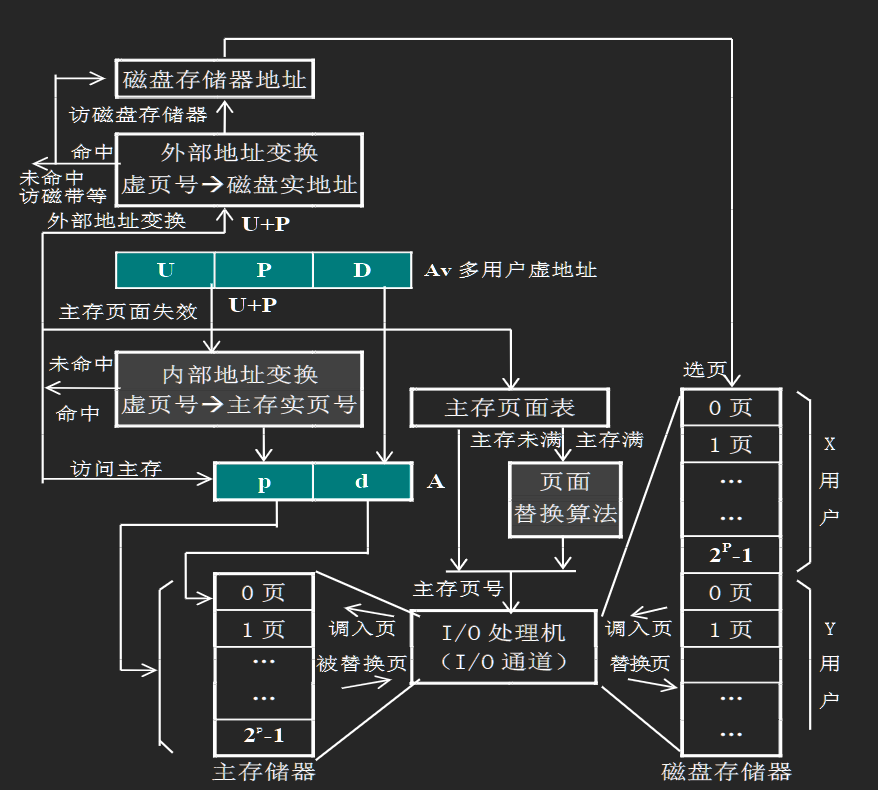 磁盘存储器地址
访磁盘存储器
命中
外部地址变换
虚页号→磁盘实地址
未命中
访磁带等
外部地址变换
U+P
U
P
D
Av 多用户虚地址
主存页面失效
U+P
未命中
命中
内部地址变换
虚页号→主存实页号
主存页面表
主存未满
主存满
页面
替换算法
访问主存
p
d
A
主存页号
I/O 处理机
（I/O 通道）
调入页
被替换页
调入页
替换页
0 页
1 页
…
…
2ᴾ-1
主存储器
选页
0 页
1 页
…
…
2ᴾ-1
0 页
1 页
…
…
磁盘存储器
X
用
户
Y
用
户